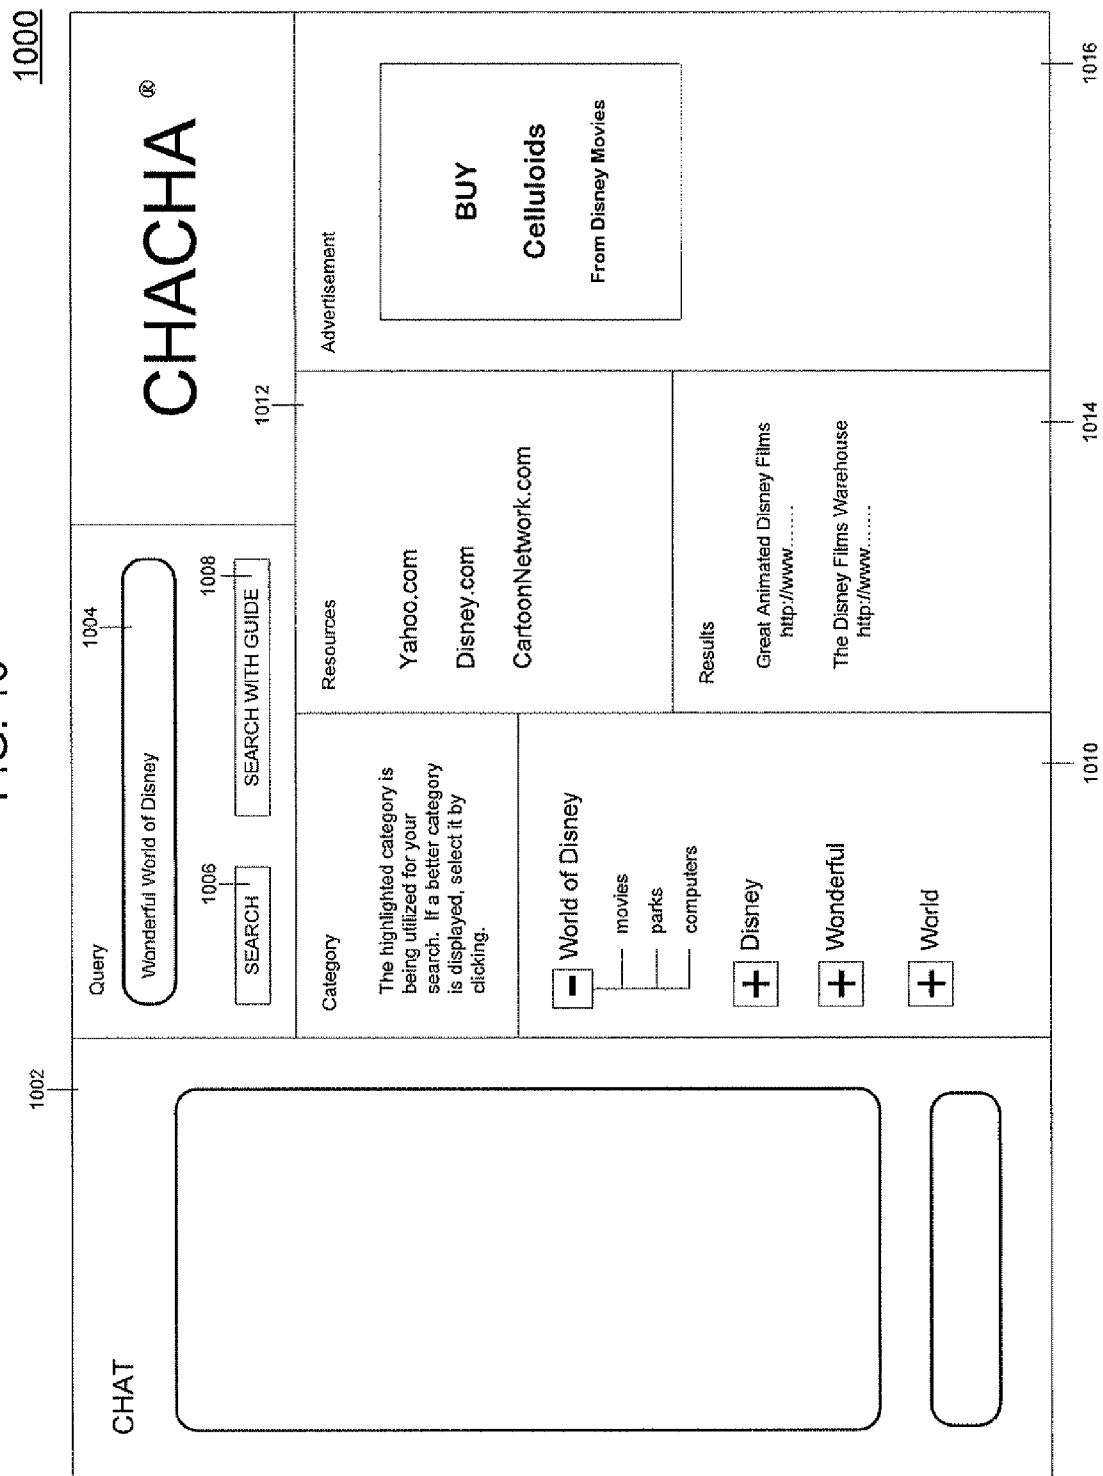 1000
1002
CHAT
Query
1004
Wonderful World of Disney
1006
SEARCH
1008
SEARCH WITH GUIDE
CHACHA ®
Category
The highlighted category is
being utilized for your
search. If a better category
is displayed, select it by
clicking.
World of Disney
movies
parks
computers
Disney
Wonderful
World
1010
1012
Resources
Yahoo.com
Disney.com
CartoonNetwork.com
Results
Great Animated Disney Films
http://www.......
The Disney Films Warehouse
http://www.......
1014
Advertisement
BUY
Celluloids
From Disney Movies
1016